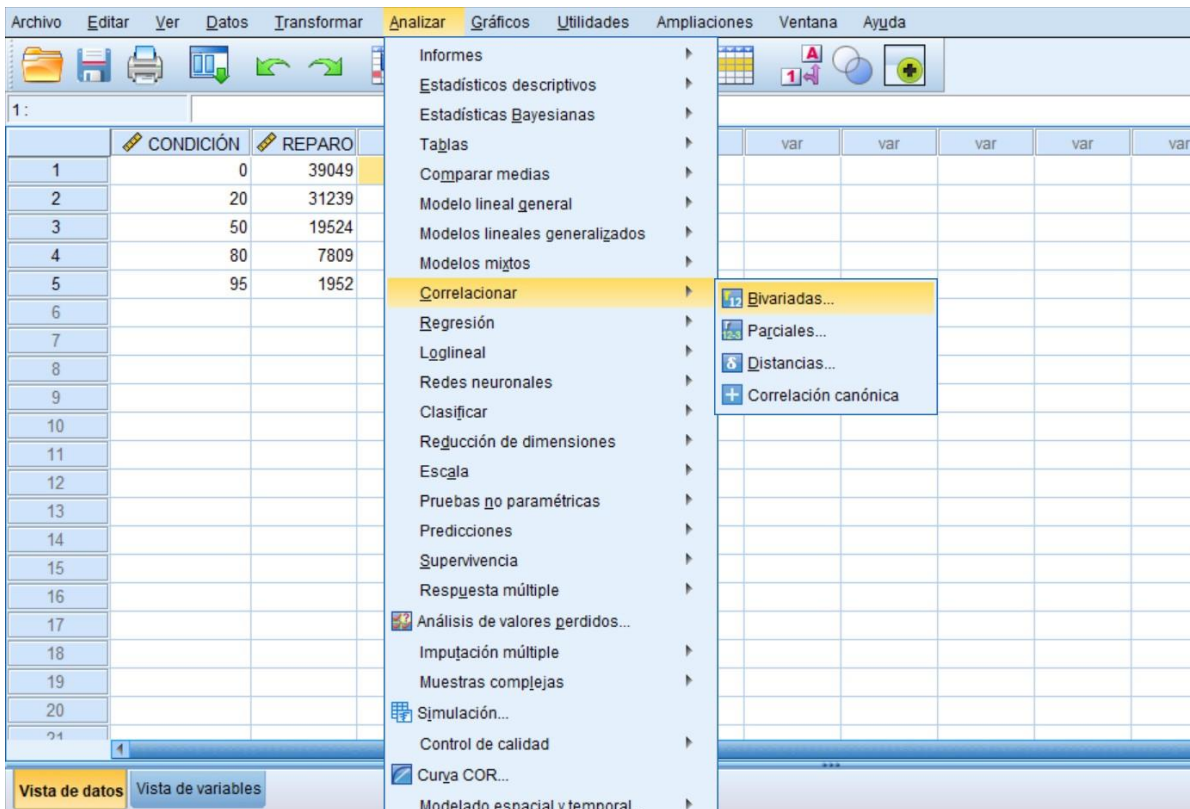 Archivo Editar Ver Datos Transformar Analizar Gráficos Utilidades Ampliaciones Ventana Ayuda
1 :
CONDICIÓN REPARO var var var var var
1 0 39049
2 20 31239
3 50 19524
4 80 7809
5 95 1952
6
7
8
9
10
11
12
13
14
15
16
17
18
19
20
21
Informes
Estadísticos descriptivos
Estadísticas Bayesianas
Tablas
Comparar medias
Modelo lineal general
Modelos lineales generalizados
Modelos mixtos
Correlacionar
Regresión
Loglineal
Redes neuronales
Clasificar
Reducción de dimensiones
Escala
Pruebas no paramétricas
Predicciones
Supervivencia
Respuesta múltiple
Análisis de valores perdidos...
Imputación múltiple
Muestras complejas
Simulación...
Control de calidad
Curva COR...
Modelado espacial y temporal
Bivariadas...
Parciales...
Distancias...
Correlación canónica
Vista de datos Vista de variables